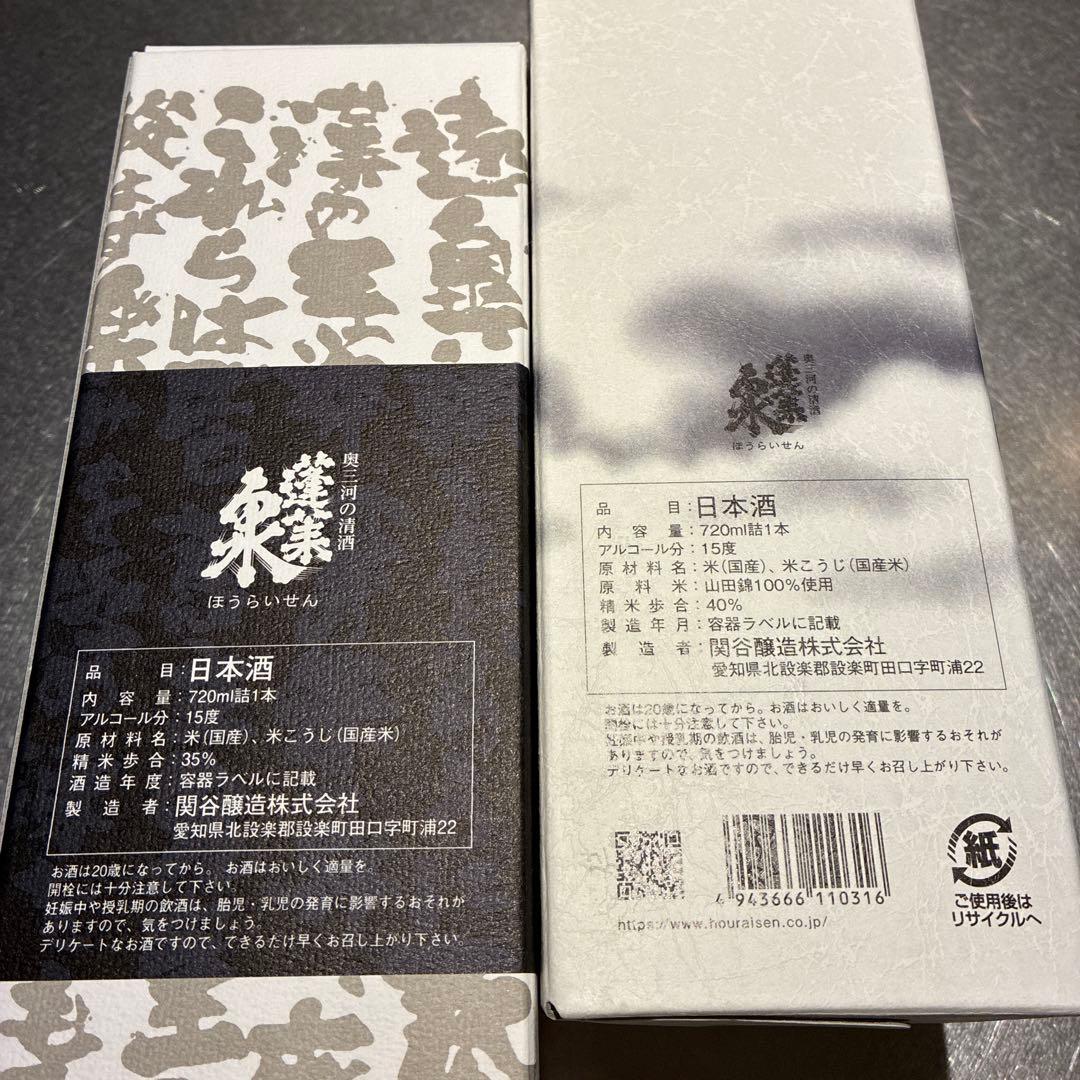 奥三河の清酒
蓬莱泉
ほうらいせん
品目：日本酒
内容量：720ml詰1本
アルコール分：15度
原材料名：米(国産)、米こうじ(国産米)
精米歩合：35%
酒造年度：容器ラベルに記載
製造者：関谷醸造株式会社
愛知県北設楽郡設楽町田口字町浦22
お酒は20歳になってから。 お酒はおいしく適量を。
開栓には十分注意して下さい。
妊娠中や授乳期の飲酒は、胎児・乳児の発育に影響するおそれが
ありますので、気をつけましょう。
デリケートなお酒ですので、できるだけ早くお召し上がり下さい。
奥三河の清酒
蓬莱泉
ほうらいせん
品目：日本酒
内容量：720ml詰1本
アルコール分：15度
原材料名：米(国産)、米こうじ(国産米)
原料米：山田錦100%使用
精米歩合：40%
製造年月：容器ラベルに記載
製造者：関谷醸造株式会社
愛知県北設楽郡設楽町田口字町浦22
お酒は20歳になってから。お酒はおいしく適量を。
開栓には十分注意して下さい。
妊娠中や授乳期の飲酒は、胎児・乳児の発育に影響するおそれが
ありますので、気をつけましょう。
デリケートなお酒ですので、できるだけ早くお召し上がり下さい。
4 943666 110316
https://www.houraisen.co.jp/
紙
ご使用後は
リサイクルへ